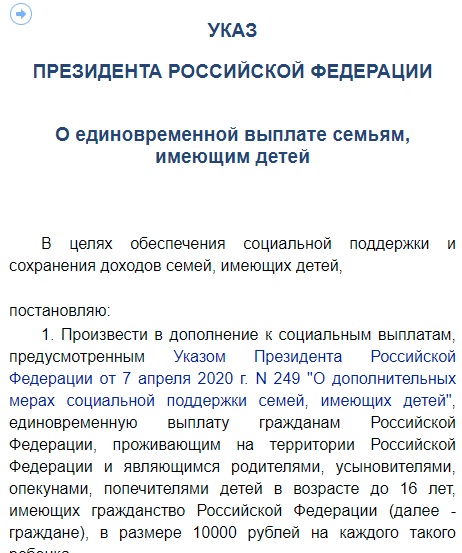 УКАЗ
ПРЕЗИДЕНТА РОССИЙСКОЙ ФЕДЕРАЦИИ
О единовременной выплате семьям,
имеющим детей
В целях обеспечения социальной поддержки и
сохранения доходов семей, имеющих детей,
постановляю:
1. Произвести в дополнение к социальным выплатам,
предусмотренным Указом Президента Российской
Федерации от 7 апреля 2020 г. N 249 "О дополнительных
мерах социальной поддержки семей, имеющих детей",
единовременную выплату гражданам Российской
Федерации, проживающим на территории Российской
Федерации и являющимся родителями, усыновителями,
опекунами, попечителями детей в возрасте до 16 лет,
имеющих гражданство Российской Федерации (далее -
граждане), в размере 10000 рублей на каждого такого